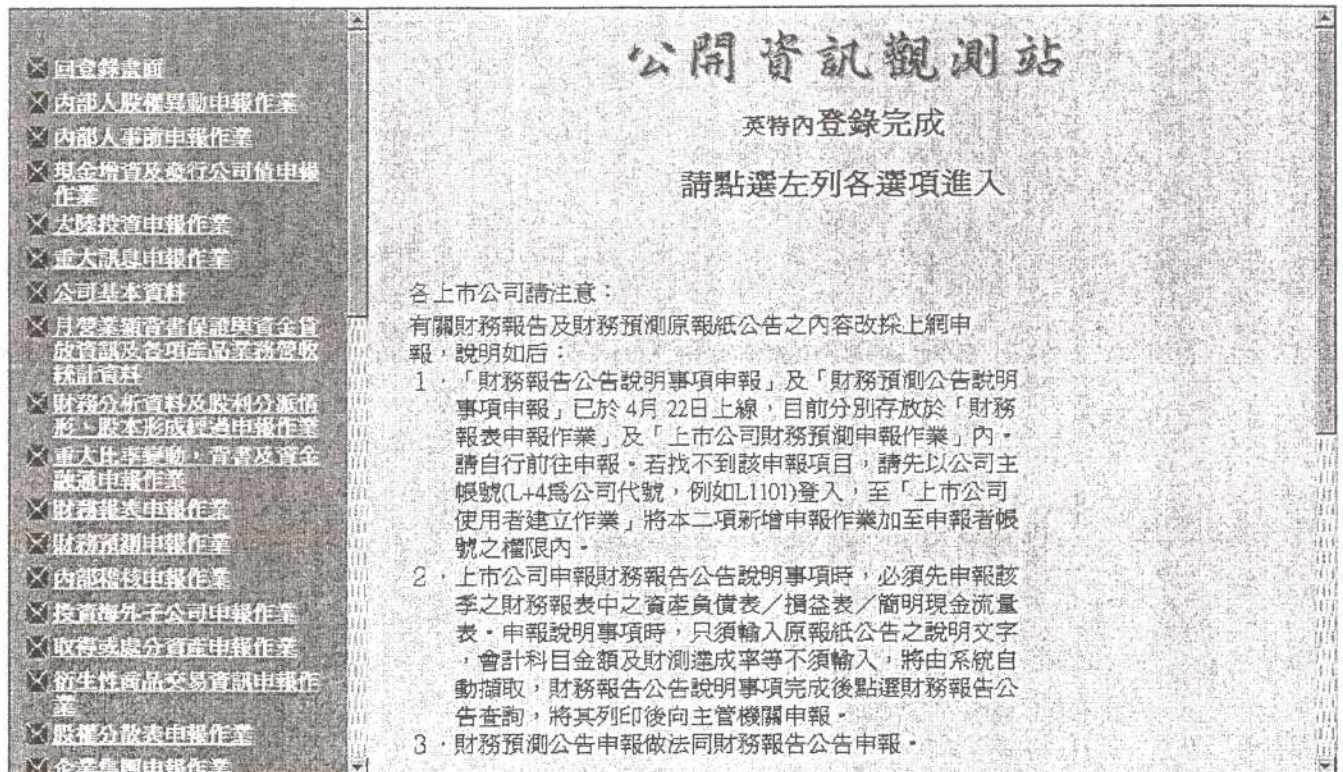 回登錄畫面
內部人股權異動申報作業
內部人事前申報作業
現金增資及發行公司債申報
作業
大陸投資申報作業
重大訊息申報作業
公司基本資料
月營業額背書保證與資金貸
放資訊及各項產品業務營收
統計資料
財務分析資料及股利分派情
形、股本形成經過申報作業
重大比率變動，背書及資金
融通申報作業
財務報表申報作業
財務預測申報作業
內部稽核申報作業
投資海外子公司申報作業
取得或處分資產申報作業
衍生性商品交易資訊申報作
業
股權分散表申報作業
企業集團申報作業
公開資訊觀測站
英特內登錄完成
請點選左列各選項進入
各上市公司請注意：
有關財務報告及財務預測原報紙公告之內容改採上網申
報，說明如后：
1．「財務報告公告說明事項申報」及「財務預測公告說明
事項申報」已於 4月 22日上線，目前分別存放於「財務
報表申報作業」及「上市公司財務預測申報作業」內。
請自行前往申報。若找不到該申報項目，請先以公司主
帳號(L+4碼公司代號，例如L1101)登入，至「上市公司
使用者建立作業」將本二項新增申報作業加至申報者帳
號之權限內。
2．上市公司申報財務報告公告說明事項時，必須先申報該
季之財務報表中之資產負債表／損益表／簡明現金流量
表。申報說明事項時，只須輸入原報紙公告之說明文字
，會計科目金額及財測達成率等不須輸入，將由系統自
動擷取，財務報告公告說明事項完成後點選財務報告公
告查詢，將其列印後向主管機關申報。
3．財務預測公告申報做法同財務報告公告申報。